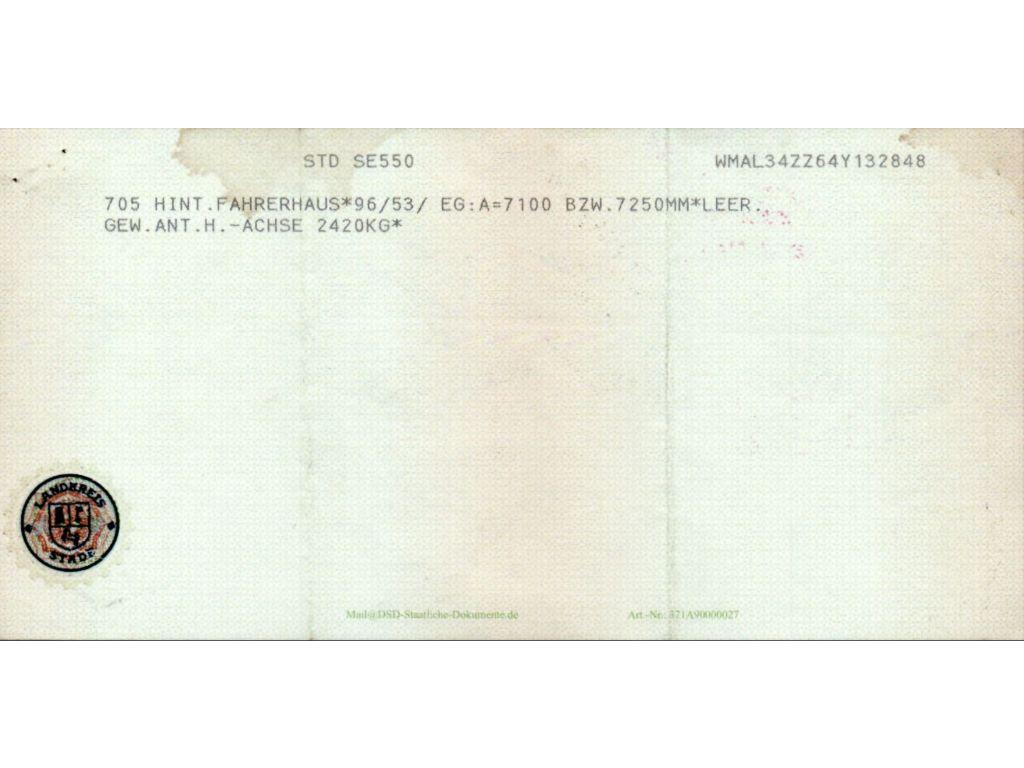 STD SE550 WMAL34ZZ64Y132848
705 HINT.FAHRERHAUS*96/53/ EG:A=7100 BZW.7250MM*LEER.
GEW.ANT.H.-ACHSE 2420KG*
LANDKREIS
STADE
Mail@DSD-Staatliche-Dokumente.de Art.-Nr. 371A90000027